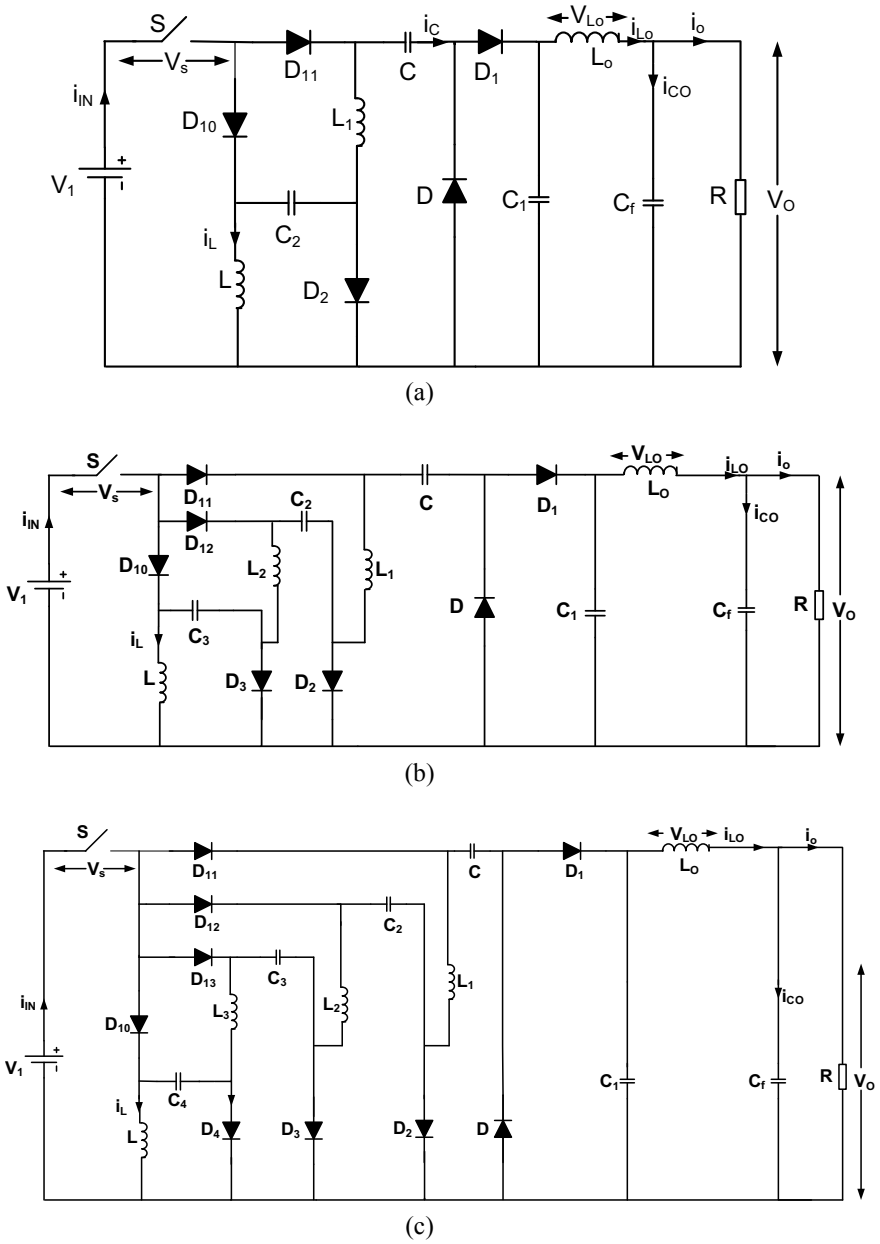 S
V_s
i_IN
V_1
+
-
D_11
D_10
L_1
C
i_C
D_1
V_Lo
i_Lo
i_o
L_o
i_CO
C_2
i_L
L
D_2
D
C_1
C_f
R
V_O
(a)
S
V_s
i_IN
V_1
+
-
D_11
D_12
C_2
C
D_1
V_LO
i_LO
i_o
L_O
i_CO
D_10
L_2
L_1
C_3
i_L
L
D_3
D_2
D
C_1
C_f
R
V_O
(b)
S
V_s
i_IN
V_1
+
-
D_11
C
D_1
V_LO
i_LO
i_o
L_O
D_12
C_2
D_13
C_3
L_3
L_2
L_1
D_10
i_CO
C_4
i_L
L
D_4
D_3
D_2
D
C_1
C_f
R
V_O
(c)